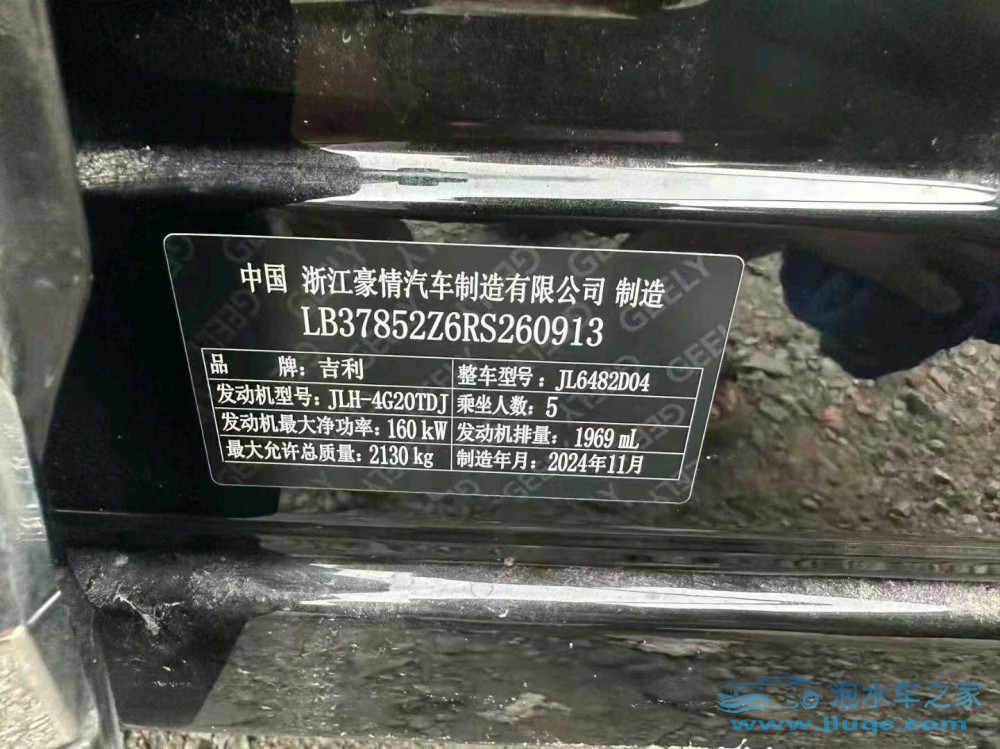 中国 浙江豪情汽车制造有限公司 制造
LB37852Z6RS260913
品 牌：吉利 整车型号：JL6482D04
发动机型号：JLH-4G20TDJ 乘坐人数：5
发动机最大净功率：160 kW 发动机排量：1969 mL
最大允许总质量：2130 kg 制造年月：2024年11月
GEELY
泡水车之家
www.jluqc.com